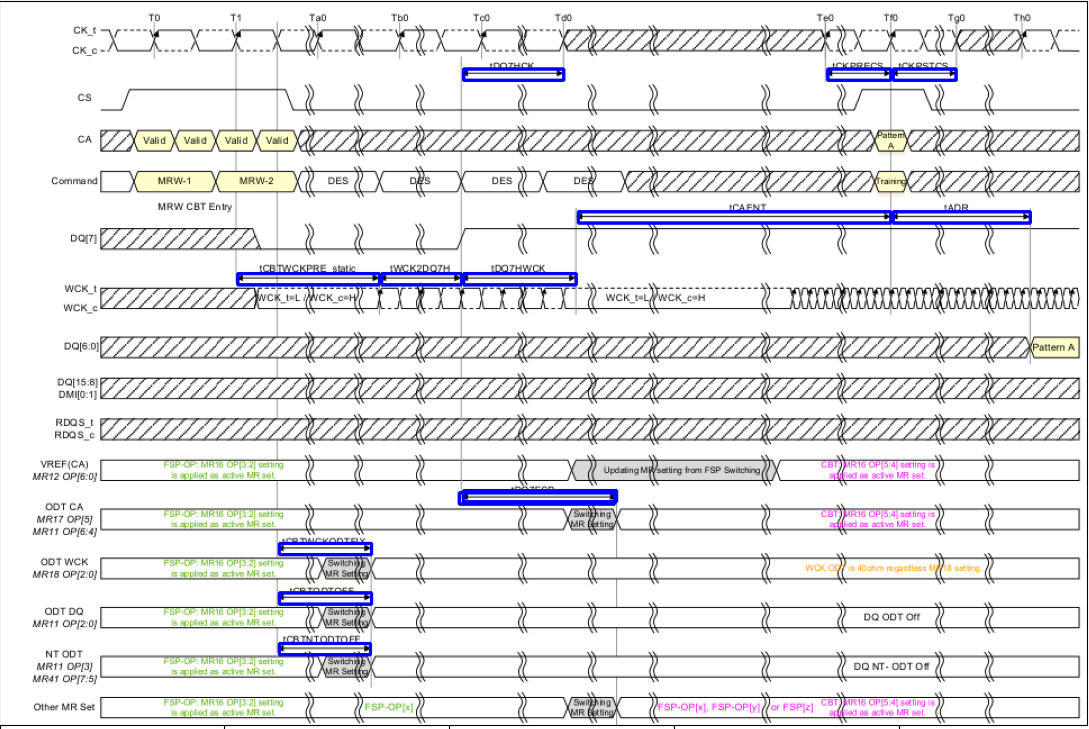 T0 T1 Ta0 Tb0 Tc0 Td0 Te0 Tf0 Tg0 Th0
CK_t
CK_c
tDQ7HCK tCKPRECS tCKPSTCS
CS
CA Valid Valid Valid Valid Pattern
A
Command MRW-1 MRW-2 DES DES DES DES Training
MRW CBT Entry
tCAENT tADR
DQ[7]
tCBTWCKPRE_static tWCK2DQ7H tDQ7HWCK
WCK_t
WCK_c
WCK_t=L / WCK_c=H WCK_t=L / WCK_c=H
DQ[6:0] Pattern A
DQ[15:8]
DMI[0:1]
RDQS_t
RDQS_c
VREF(CA)
MR12 OP[6:0]
FSP-OP: MR16 OP[3:2] setting
is applied as active MR set.
Updating MR setting from FSP Switching
CBT: MR16 OP[5:4] setting is
applied as active MR set.
tDQ7FSP
ODT CA
MR17 OP[5]
MR11 OP[6:4]
FSP-OP: MR16 OP[3:2] setting
is applied as active MR set.
Switching
MR Setting
CBT: MR16 OP[5:4] setting is
applied as active MR set.
tCBTWCKODTFIX
ODT WCK
MR18 OP[2:0]
FSP-OP: MR16 OP[3:2] setting
is applied as active MR set.
Switching
MR Setting
WCK ODT is 40ohm regardless MR18 setting.
tCBTODTOFF
ODT DQ
MR11 OP[2:0]
FSP-OP: MR16 OP[3:2] setting
is applied as active MR set.
Switching
MR Setting
DQ ODT Off
tCBTNTODTOFF
NT ODT
MR11 OP[3]
MR41 OP[7:5]
FSP-OP: MR16 OP[3:2] setting
is applied as active MR set.
Switching
MR Setting
DQ NT- ODT Off
Other MR Set
FSP-OP: MR16 OP[3:2] setting
is applied as active MR set.
FSP-OP[x]
Switching
MR Setting
FSP-OP[x], FSP-OP[y] or FSP[z]
CBT: MR16 OP[5:4] setting is
applied as active MR set.